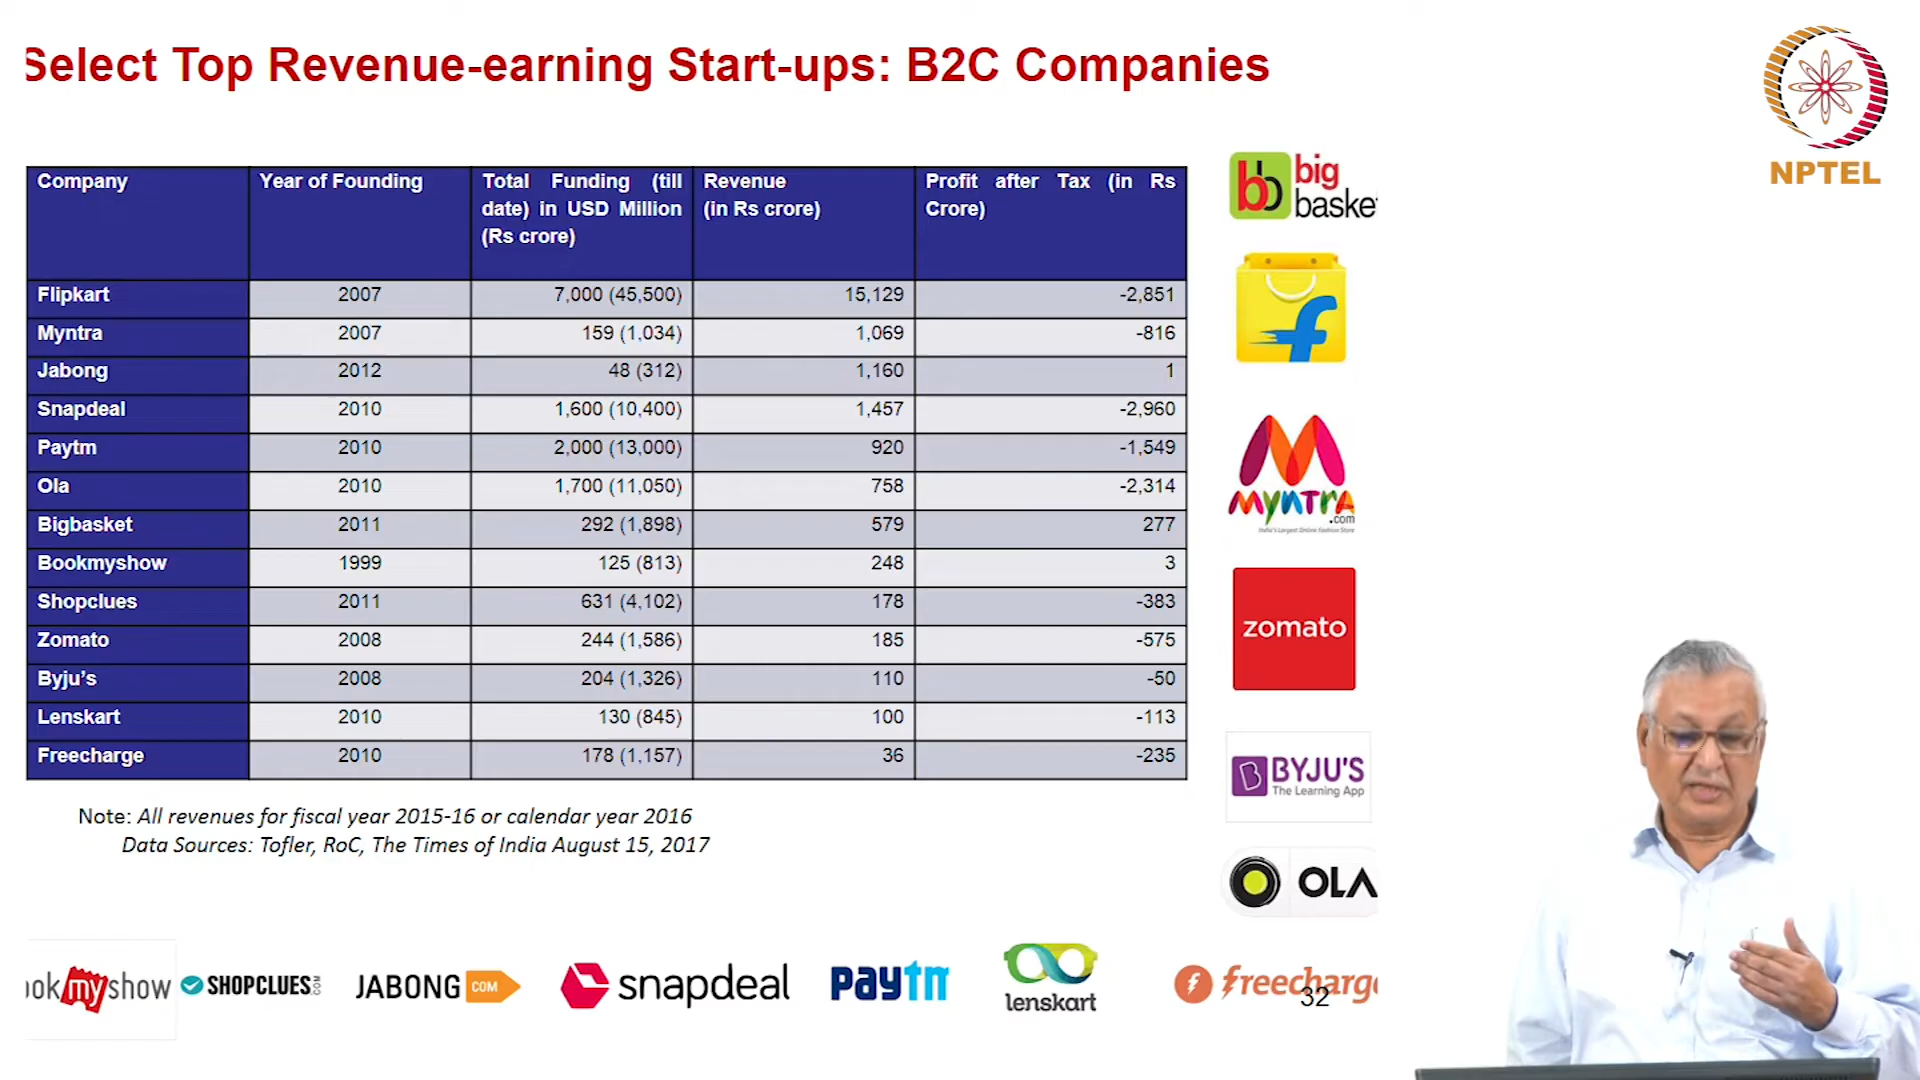 Select Top Revenue-earning Start-ups: B2C Companies
NPTEL
Company Year of Founding Total Funding (till date) in USD Million (Rs crore) Revenue (in Rs crore) Profit after Tax (in Rs Crore)
Flipkart 2007 7,000 (45,500) 15,129 -2,851
Myntra 2007 159 (1,034) 1,069 -816
Jabong 2012 48 (312) 1,160 1
Snapdeal 2010 1,600 (10,400) 1,457 -2,960
Paytm 2010 2,000 (13,000) 920 -1,549
Ola 2010 1,700 (11,050) 758 -2,314
Bigbasket 2011 292 (1,898) 579 277
Bookmyshow 1999 125 (813) 248 3
Shopclues 2011 631 (4,102) 178 -383
Zomato 2008 244 (1,586) 185 -575
Byju's 2008 204 (1,326) 110 -50
Lenskart 2010 130 (845) 100 -113
Freecharge 2010 178 (1,157) 36 -235
Note: All revenues for fiscal year 2015-16 or calendar year 2016
Data Sources: Tofler, RoC, The Times of India August 15, 2017
bb big
baske
f
Myntra
.com
India's Largest Online Fashion Store
zomato
BYJU'S
The Learning App
OLA
ookmyshow SHOPCLUES.COM JABONG COM snapdeal paytm lenskart freecharg
32